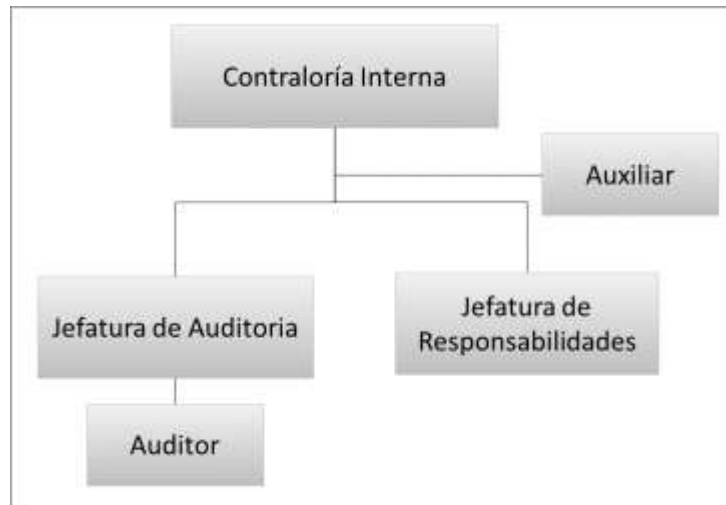 Contraloría Interna
Auxiliar
Jefatura de Auditoria
Jefatura de
Responsabilidades
Auditor